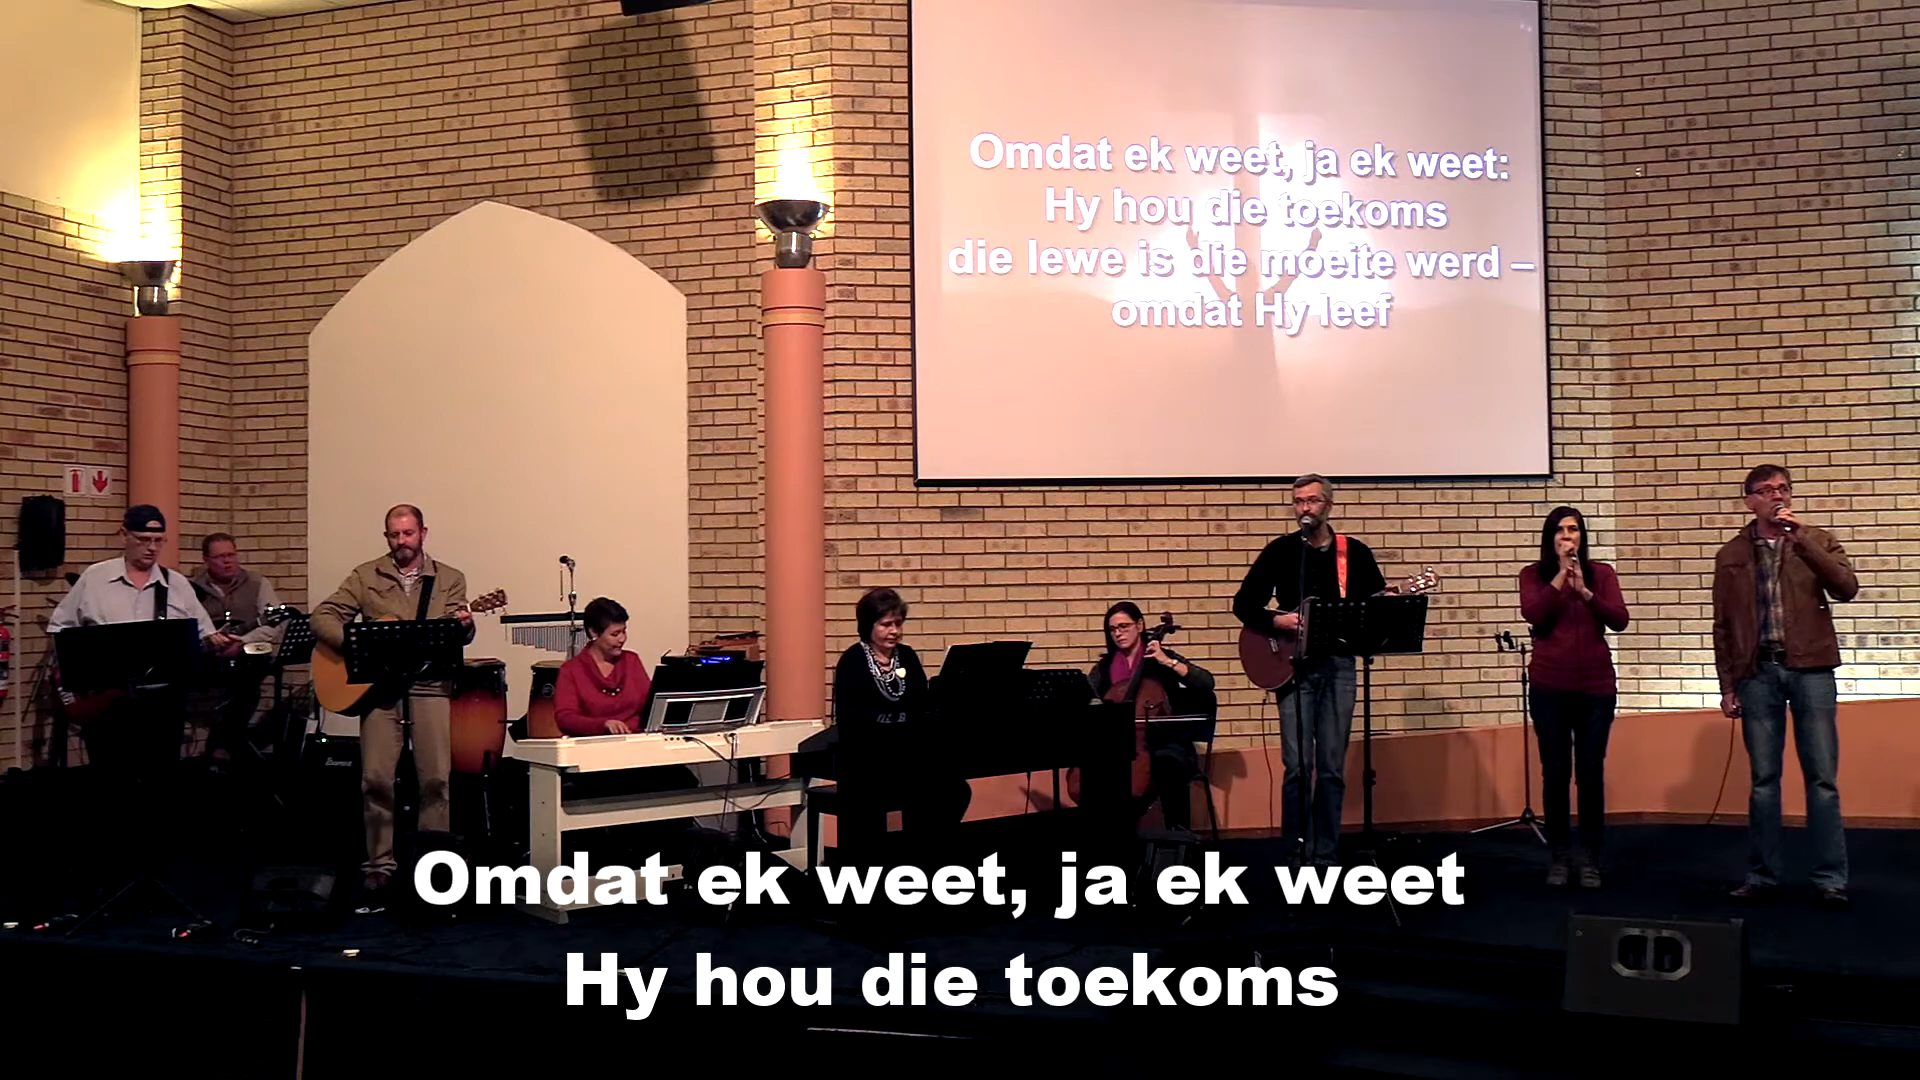 Omdat ek weet, ja ek weet:
Hy hou die toekoms
die lewe is die moeite werd –
omdat Hy leef
Omdat ek weet, ja ek weet
Hy hou die toekoms